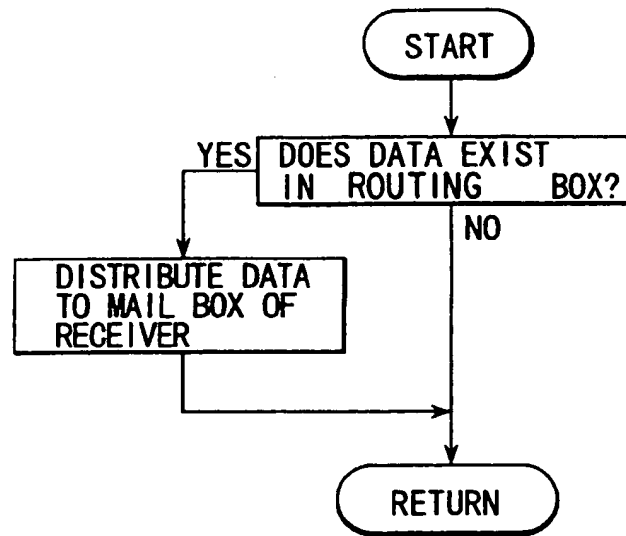 START
YES
DOES DATA EXIST
IN ROUTING BOX?
NO
DISTRIBUTE DATA
TO MAIL BOX OF
RECEIVER
RETURN